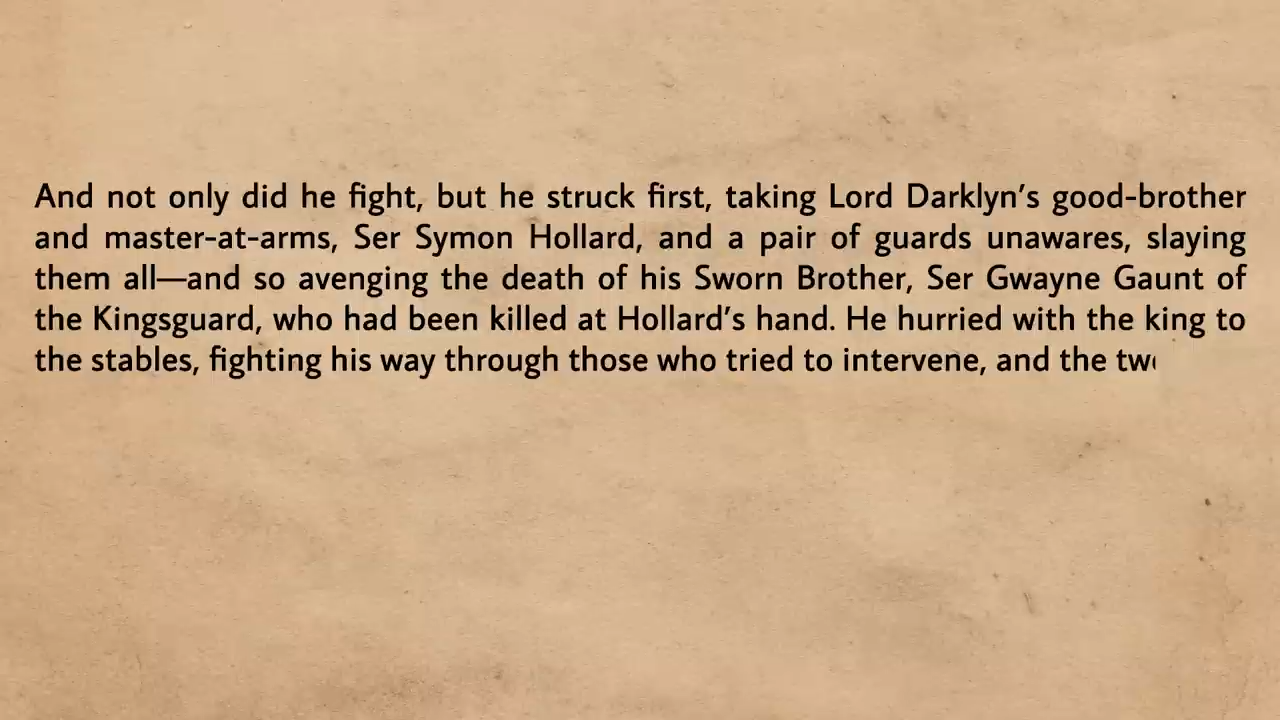 And not only did he fight, but he struck first, taking Lord Darklyn’s good-brother
and master-at-arms, Ser Symon Hollard, and a pair of guards unawares, slaying
them all—and so avenging the death of his Sworn Brother, Ser Gwayne Gaunt of
the Kingsguard, who had been killed at Hollard’s hand. He hurried with the king to
the stables, fighting his way through those who tried to intervene, and the